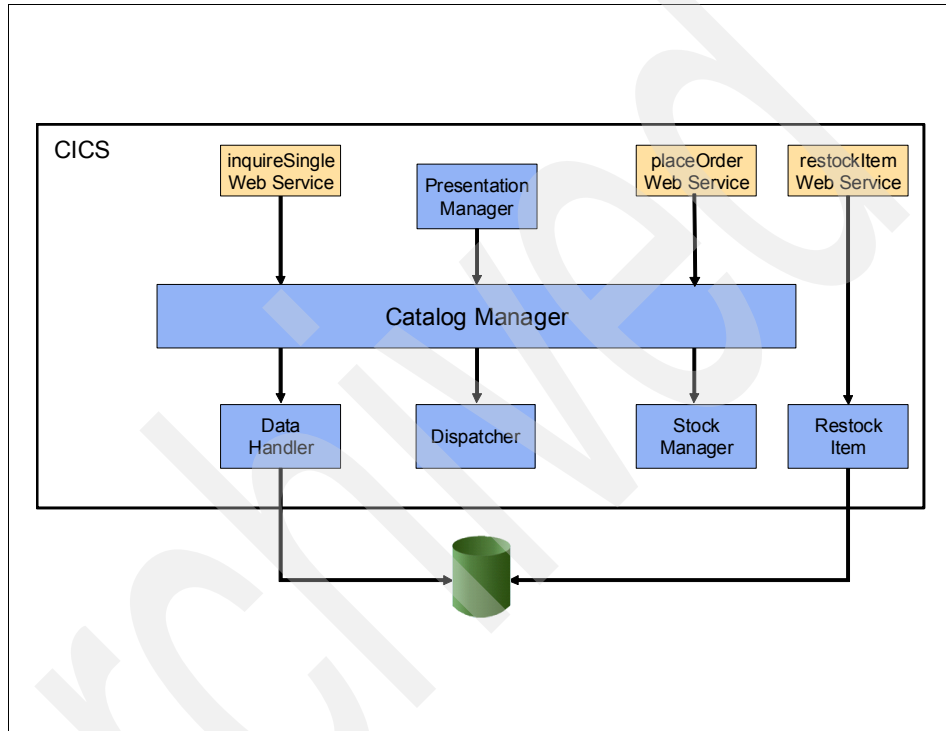 CICS
inquireSingle
Web Service
Presentation
Manager
placeOrder
Web Service
restockItem
Web Service
Catalog Manager
Data
Handler
Dispatcher
Stock
Manager
Restock
Item
rchived